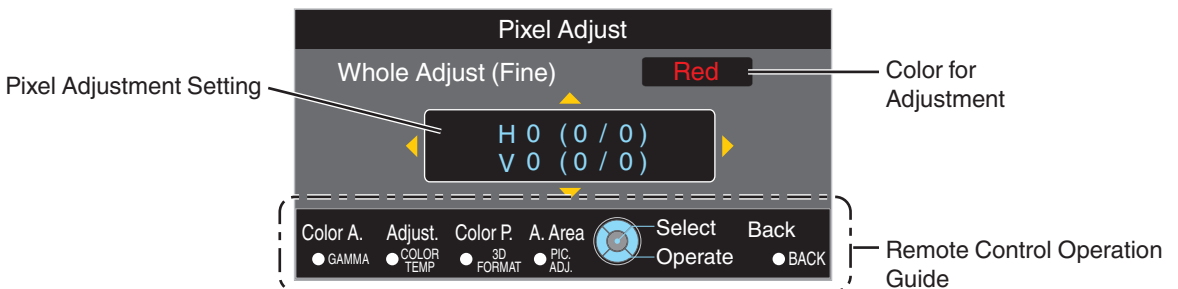 Pixel Adjust
Whole Adjust (Fine) Red
Pixel Adjustment Setting
Color for
Adjustment
H 0 (0 / 0)
V 0 (0 / 0)
Color A. Adjust. Color P. A. Area Select Back
GAMMA COLOR TEMP 3D FORMAT PIC. ADJ. Operate BACK
Remote Control Operation
Guide